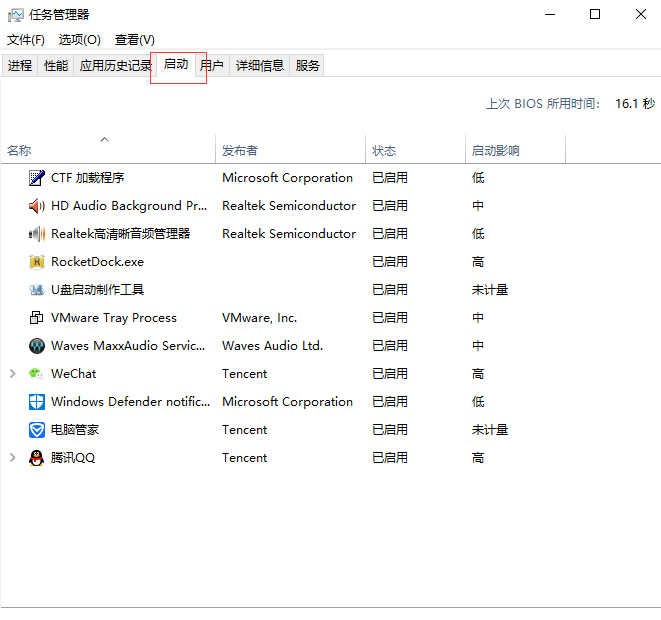 任务管理器
文件(F) 选项(O) 查看(V)
进程 性能 应用历史记录 启动 用户 详细信息 服务
上次 BIOS 所用时间: 16.1 秒
名称 发布者 状态 启动影响
CTF 加载程序 Microsoft Corporation 已启用 低
HD Audio Background Pr... Realtek Semiconductor 已启用 中
Realtek高清晰音频管理器 Realtek Semiconductor 已启用 低
RocketDock.exe 已启用 高
U盘启动制作工具 已启用 未计量
VMware Tray Process VMware, Inc. 已启用 中
Waves MaxxAudio Servic... Waves Audio Ltd. 已启用 中
WeChat Tencent 已启用 高
Windows Defender notific... Microsoft Corporation 已启用 低
电脑管家 Tencent 已启用 未计量
腾讯QQ Tencent 已启用 高